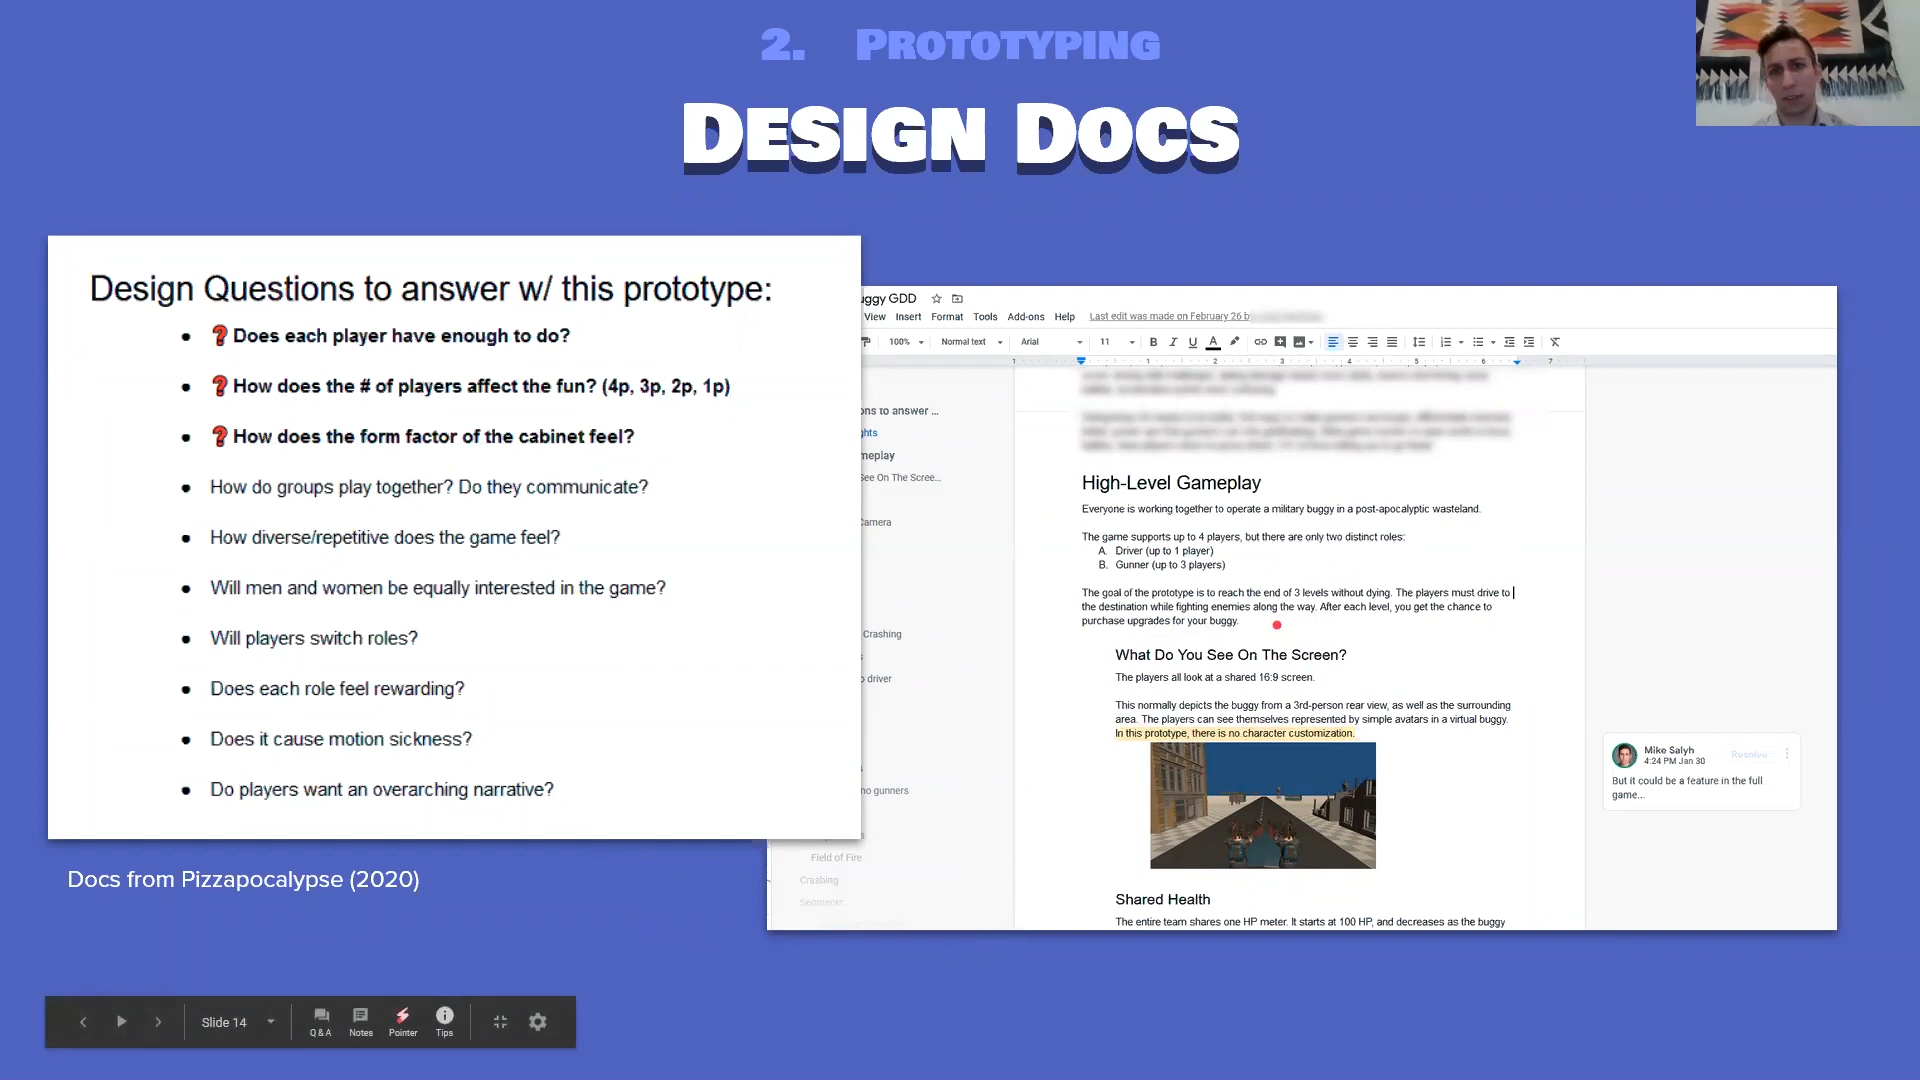 2. PROTOTYPING
DESIGN DOCS
Design Questions to answer w/ this prototype:
● ❓ Does each player have enough to do?
● ❓ How does the # of players affect the fun? (4p, 3p, 2p, 1p)
● ❓ How does the form factor of the cabinet feel?
● How do groups play together? Do they communicate?
● How diverse/repetitive does the game feel?
● Will men and women be equally interested in the game?
● Will players switch roles?
● Does each role feel rewarding?
● Does it cause motion sickness?
● Do players want an overarching narrative?
Docs from Pizzapocalypse (2020)
uggy GDD
View Insert Format Tools Add-ons Help Last edit was made on February 26 b
100% Normal text Arial 11 B I U A
1 1 2 3 4 5 6 7
ons to answer ...
ghts
meplay
See On The Scree...
Camera
Crashing
s
o driver
s
no gunners
s
Field of Fire
Crashing
Segments
High-Level Gameplay
Everyone is working together to operate a military buggy in a post-apocalyptic wasteland.
The game supports up to 4 players, but there are only two distinct roles:
A. Driver (up to 1 player)
B. Gunner (up to 3 players)
The goal of the prototype is to reach the end of 3 levels without dying. The players must drive to
the destination while fighting enemies along the way. After each level, you get the chance to
purchase upgrades for your buggy.
What Do You See On The Screen?
The players all look at a shared 16:9 screen.
This normally depicts the buggy from a 3rd-person rear view, as well as the surrounding
area. The players can see themselves represented by simple avatars in a virtual buggy.
In this prototype, there is no character customization.
Shared Health
The entire team shares one HP meter. It starts at 100 HP, and decreases as the buggy
Mike Salyh
Resolve
4:24 PM Jan 30
But it could be a feature in the full
game...
Slide 14
Q & A Notes Pointer Tips